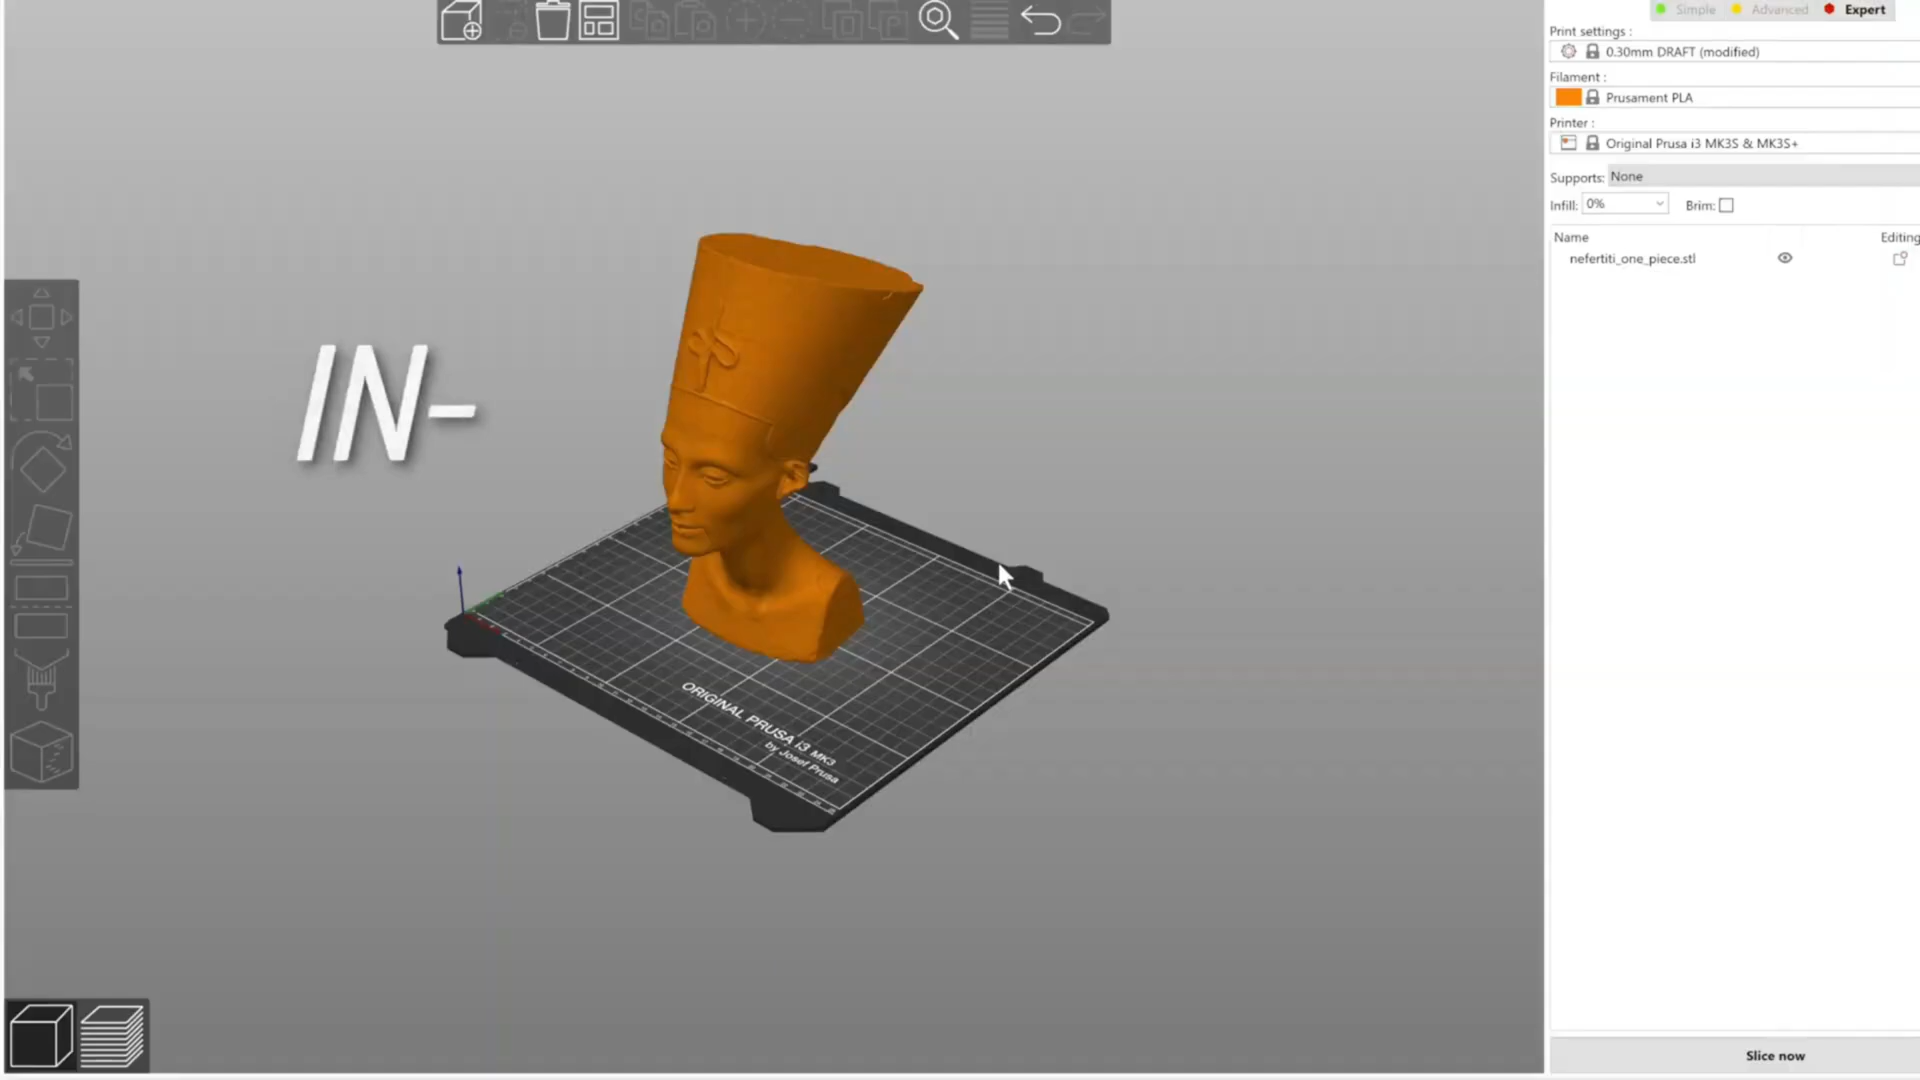 Simple Advanced Expert
Print settings :
0.30mm DRAFT (modified)
Filament :
Prusament PLA
Printer :
Original Prusa i3 MK3S & MK3S+
Supports: None
Infill: 0% Brim:
Name Editing
nefertiti_one_piece.stl
IN-
ORIGINAL PRUSA i3 MK3
by Josef Prusa
Slice now